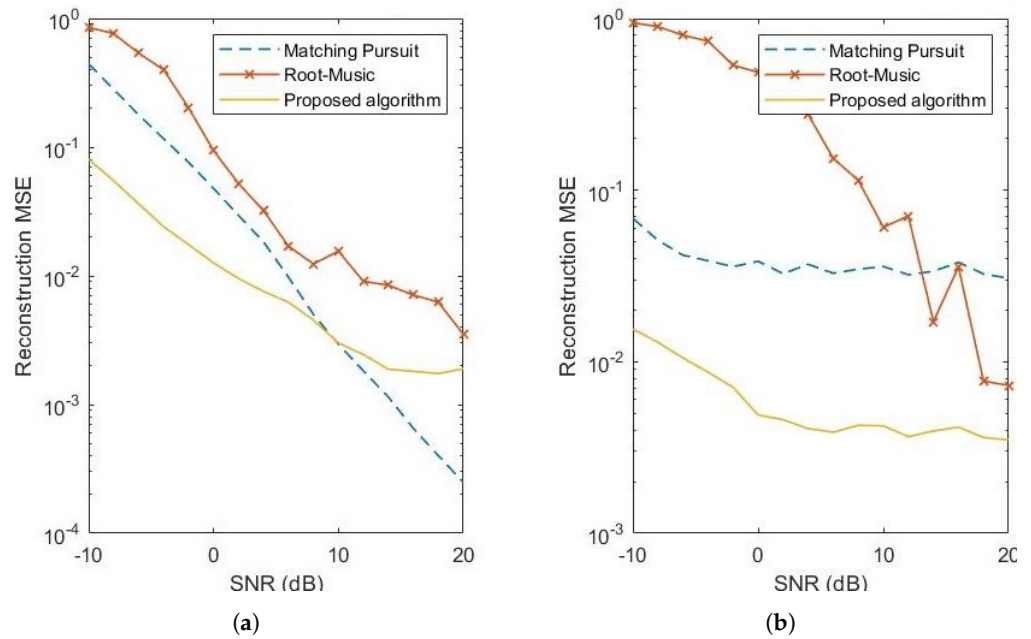 10^0
10^-1
10^-2
10^-3
10^-4
Reconstruction MSE
-10
0
10
20
SNR (dB)
Matching Pursuit
Root-Music
Proposed algorithm
(a)
10^0
10^-1
10^-2
10^-3
Reconstruction MSE
-10
0
10
20
SNR (dB)
Matching Pursuit
Root-Music
Proposed algorithm
(b)